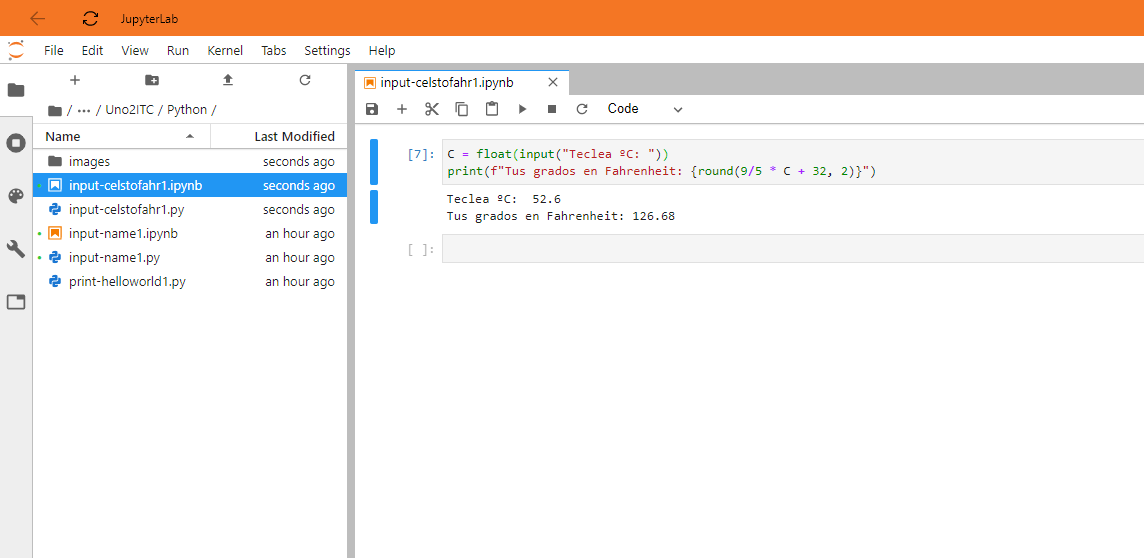 JupyterLab
File Edit View Run Kernel Tabs Settings Help
/ ··· / Uno2ITC / Python /
Name Last Modified
images seconds ago
input-celstofahr1.ipynb seconds ago
input-celstofahr1.py seconds ago
input-name1.ipynb an hour ago
input-name1.py an hour ago
print-helloworld1.py an hour ago
input-celstofahr1.ipynb
Code
[7]: C = float(input("Teclea ºC: "))
print(f"Tus grados en Fahrenheit: {round(9/5 * C + 32, 2)}")
Teclea ºC:  52.6
Tus grados en Fahrenheit: 126.68
[ ]: